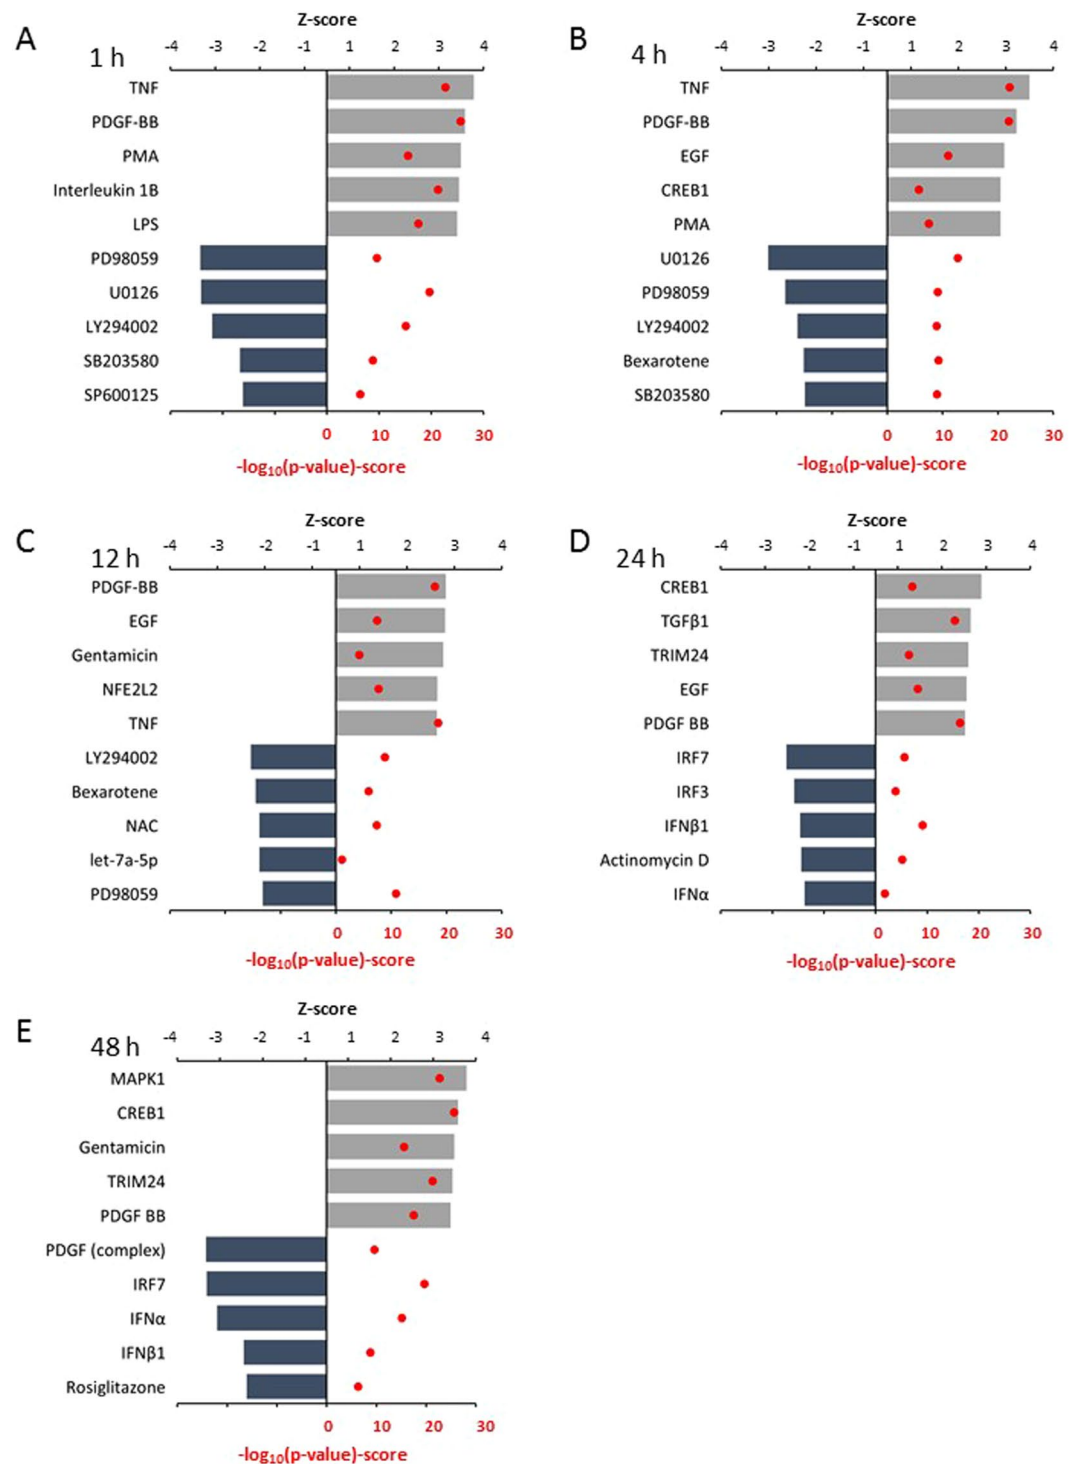 A
1 h
Z-score
-4 -3 -2 -1 1 2 3 4
TNF
PDGF-BB
PMA
Interleukin 1B
LPS
PD98059
U0126
LY294002
SB203580
SP600125
0 10 20 30
-log10(p-value)-score
B
4 h
Z-score
-4 -3 -2 -1 1 2 3 4
TNF
PDGF-BB
EGF
CREB1
PMA
U0126
PD98059
LY294002
Bexarotene
SB203580
0 10 20 30
-log10(p-value)-score
C
12 h
Z-score
-4 -3 -2 -1 1 2 3 4
PDGF-BB
EGF
Gentamicin
NFE2L2
TNF
LY294002
Bexarotene
NAC
let-7a-5p
PD98059
0 10 20 30
-log10(p-value)-score
D
24 h
Z-score
-4 -3 -2 -1 1 2 3 4
CREB1
TGFβ1
TRIM24
EGF
PDGF BB
IRF7
IRF3
IFNβ1
Actinomycin D
IFNα
0 10 20 30
-log10(p-value)-score
E
48 h
Z-score
-4 -3 -2 -1 1 2 3 4
MAPK1
CREB1
Gentamicin
TRIM24
PDGF BB
PDGF (complex)
IRF7
IFNα
IFNβ1
Rosiglitazone
0 10 20 30
-log10(p-value)-score